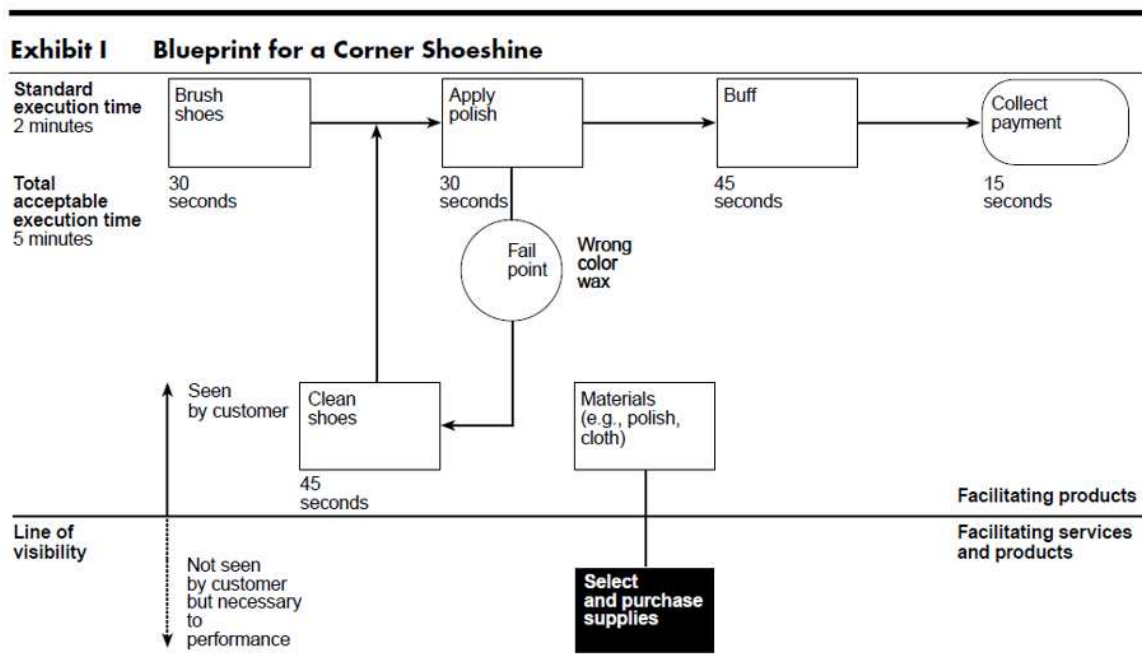 Exhibit I Blueprint for a Corner Shoeshine
Standard
execution time
2 minutes
Brush
shoes
Apply
polish
Buff
Collect
payment
Total
acceptable
execution time
5 minutes
30
seconds
30
seconds
45
seconds
15
seconds
Fail
point
Wrong
color
wax
Seen
by customer
Clean
shoes
Materials
(e.g., polish,
cloth)
45
seconds
Facilitating products
Line of
visibility
Facilitating services
and products
Not seen
by customer
but necessary
to
performance
Select
and purchase
supplies